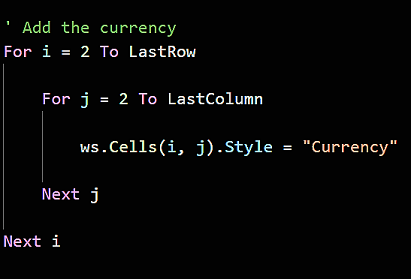 ' Add the currency
For i = 2 To LastRow
For j = 2 To LastColumn
ws.Cells(i, j).Style = "Currency"
Next j
Next i